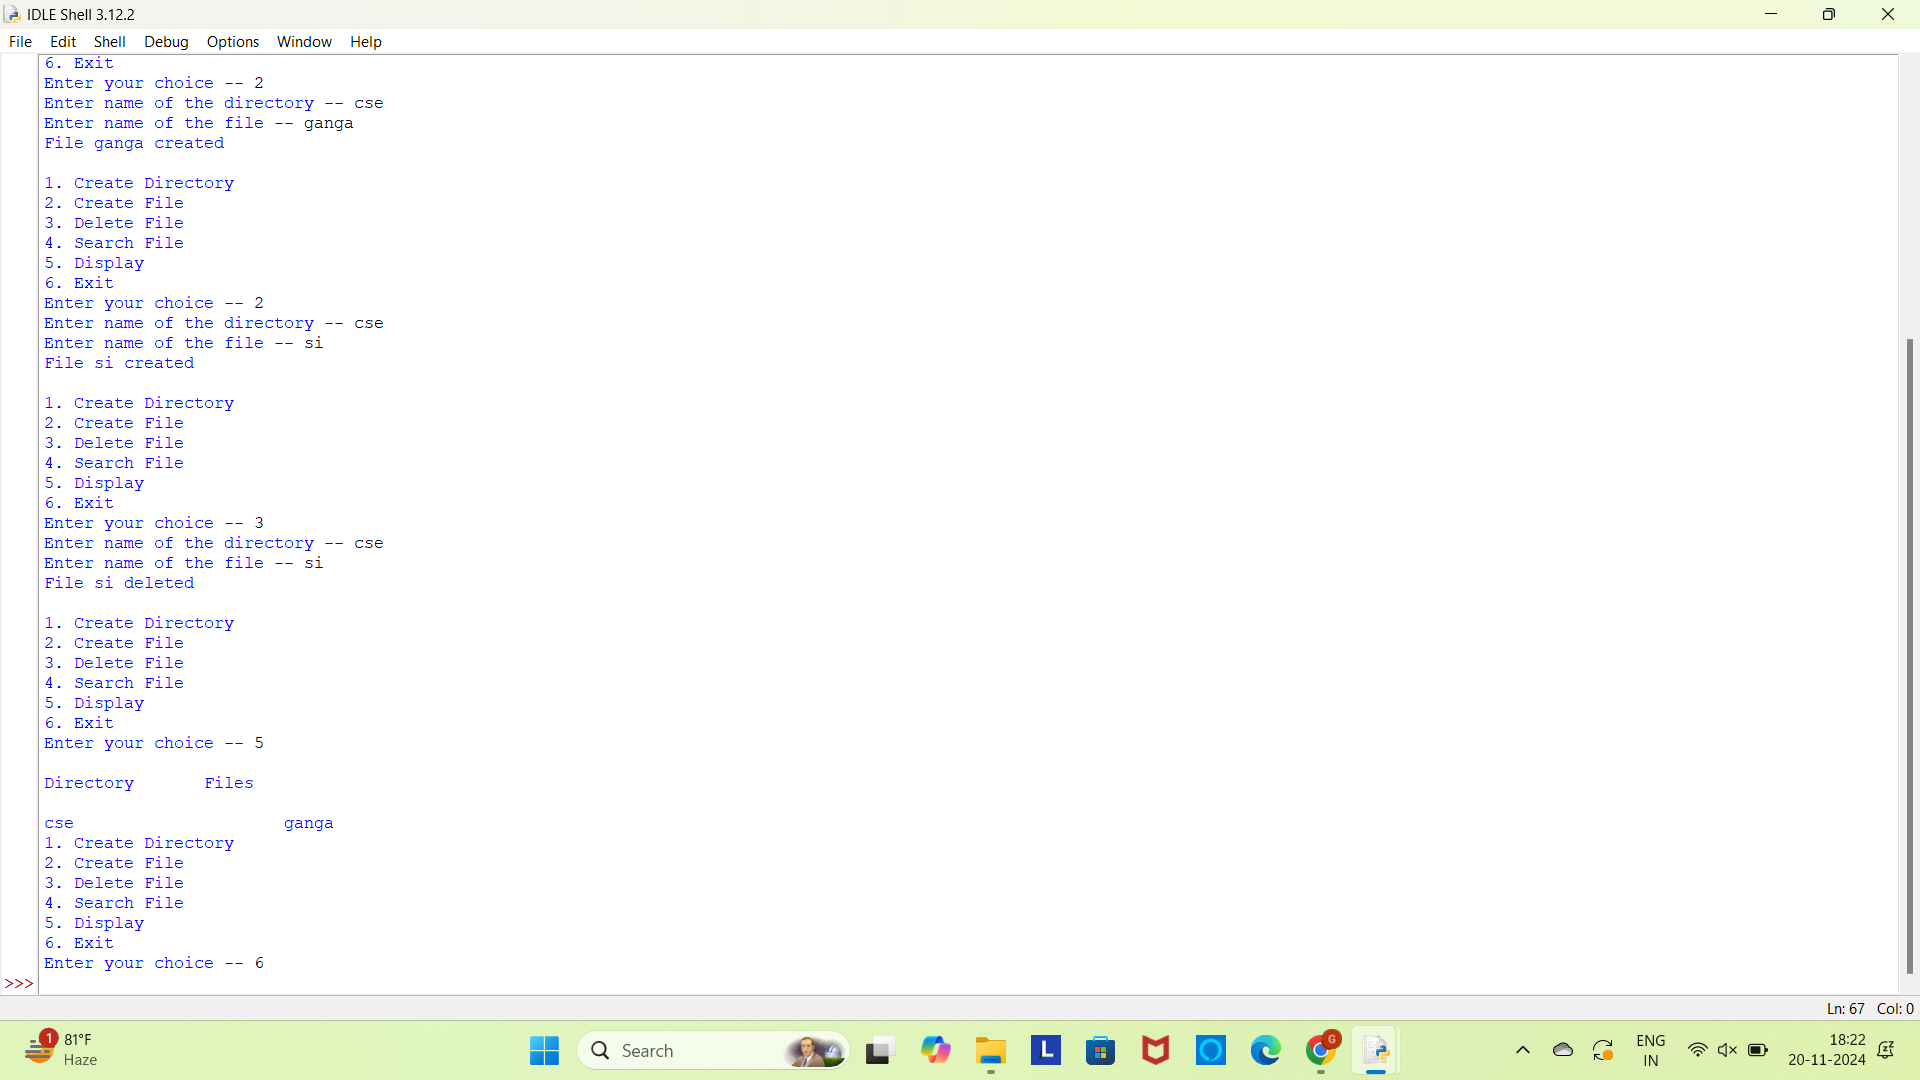 IDLE Shell 3.12.2
File Edit Shell Debug Options Window Help
6. Exit
Enter your choice -- 2
Enter name of the directory -- cse
Enter name of the file -- ganga
File ganga created
1. Create Directory
2. Create File
3. Delete File
4. Search File
5. Display
6. Exit
Enter your choice -- 2
Enter name of the directory -- cse
Enter name of the file -- si
File si created
1. Create Directory
2. Create File
3. Delete File
4. Search File
5. Display
6. Exit
Enter your choice -- 3
Enter name of the directory -- cse
Enter name of the file -- si
File si deleted
1. Create Directory
2. Create File
3. Delete File
4. Search File
5. Display
6. Exit
Enter your choice -- 5
Directory Files
cse ganga
1. Create Directory
2. Create File
3. Delete File
4. Search File
5. Display
6. Exit
Enter your choice -- 6
>>>
Ln: 67 Col: 0
1 81°F
Haze
Search
L
G
ENG
IN
18:22
20-11-2024